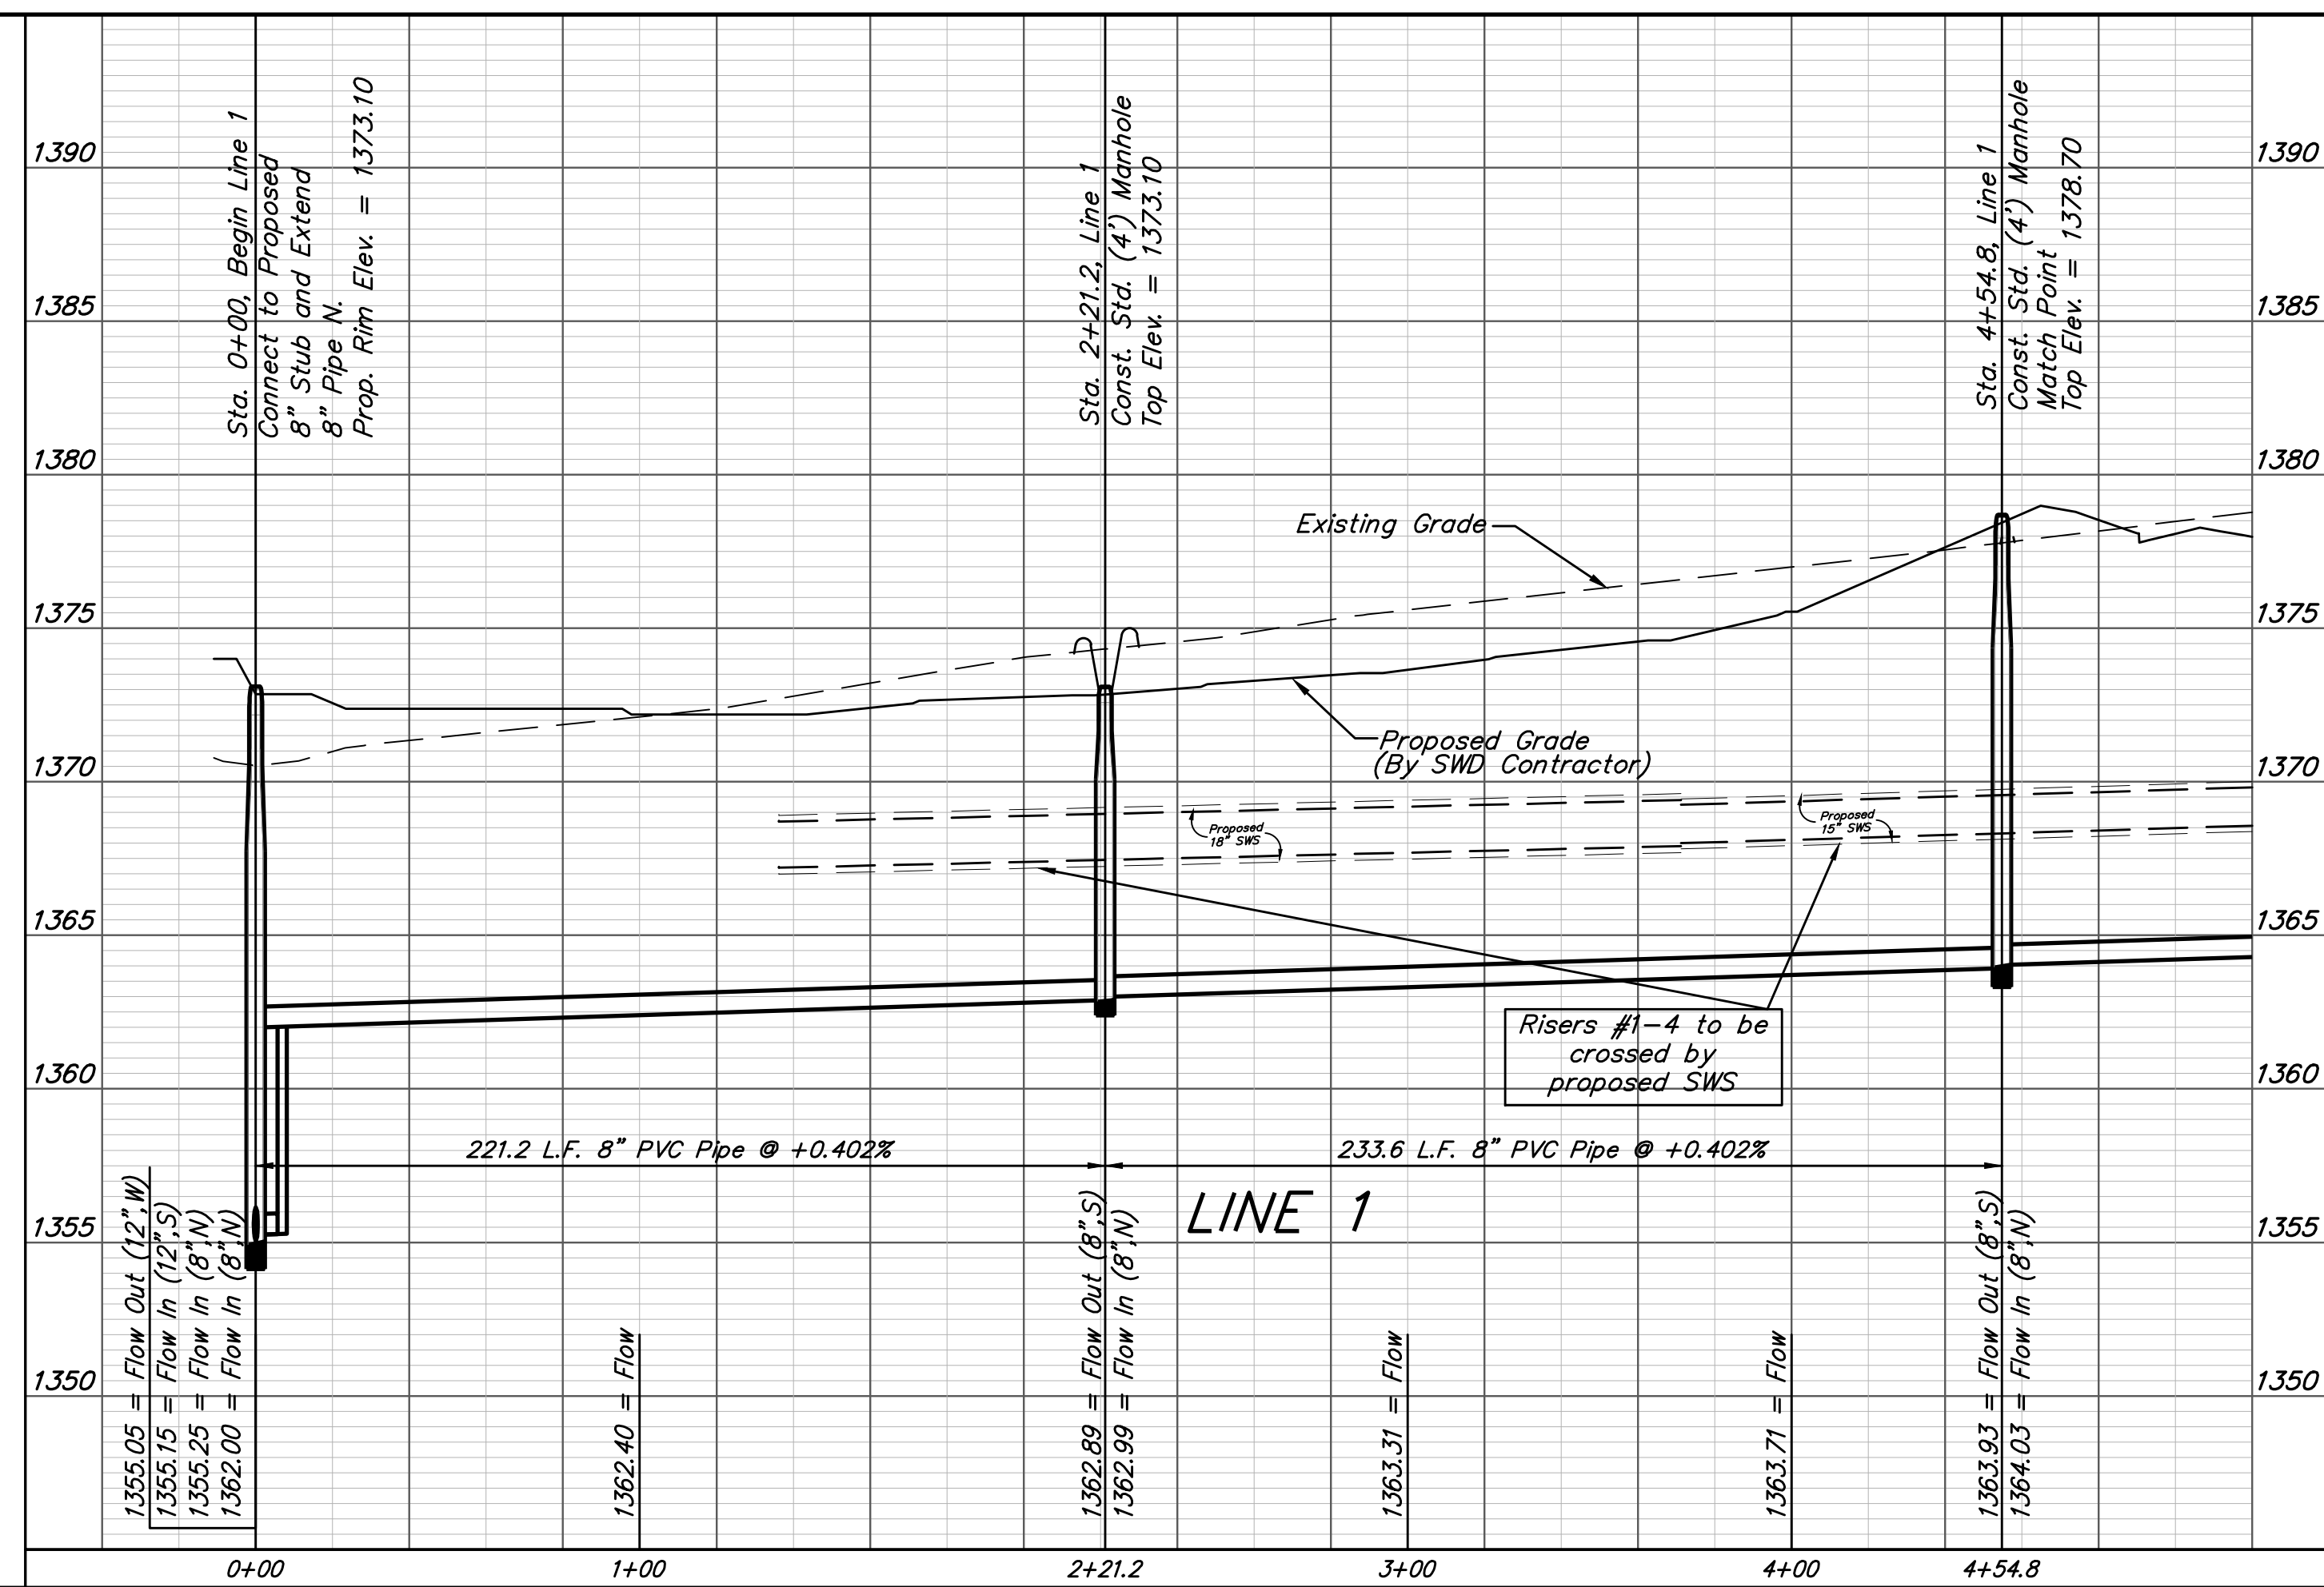 Sta. 0+00, Begin Line 1
Connect to Proposed
8" Stub and Extend
8" Pipe N.
Prop. Rim Elev. = 1373.10
Sta. 2+21.2, Line 1
Const. Std. (4') Manhole
Top Elev. = 1373.10
Sta. 4+54.8, Line 1
Const. Std. (4') Manhole
Match Point
Top Elev. = 1378.70
1390
1385
1380
1375
1370
1365
1360
1355
1350
1390
1385
1380
1375
1370
1365
1360
1355
1350
Existing Grade
Proposed Grade
(By SWD Contractor)
Proposed
18" SWS
Proposed
15" SWS
Risers #1-4 to be
crossed by
proposed SWS
221.2 L.F. 8" PVC Pipe @ +0.402%
233.6 L.F. 8" PVC Pipe @ +0.402%
LINE 1
1355.05 = Flow Out (12",W)
1355.15 = Flow In (12",S)
1355.25 = Flow In (8",N)
1362.00 = Flow In (8",N)
1362.40 = Flow
1362.89 = Flow Out (8",S)
1362.99 = Flow In (8",N)
1363.31 = Flow
1363.71 = Flow
1363.93 = Flow Out (8",S)
1364.03 = Flow In (8",N)
0+00
1+00
2+21.2
3+00
4+00
4+54.8